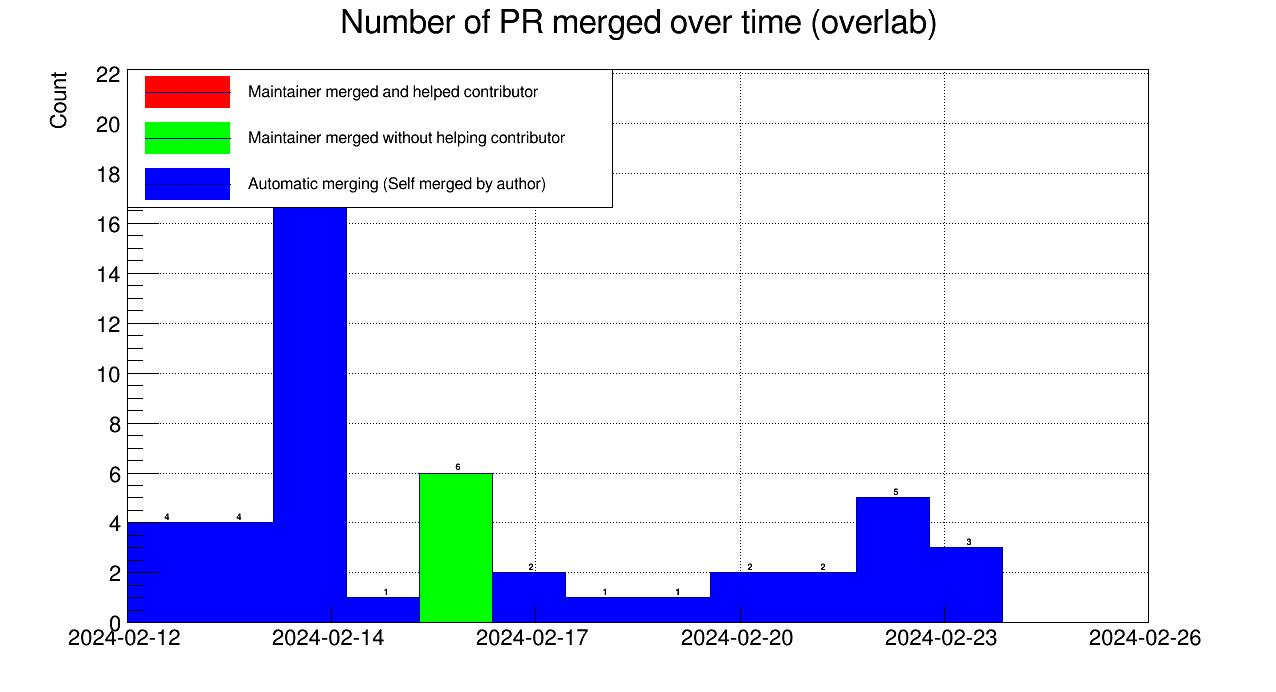 Number of PR merged over time (overlab)
Count
22
20
18
16
14
12
10
8
6
4
2
0
Maintainer merged and helped contributor
Maintainer merged without helping contributor
Automatic merging (Self merged by author)
4 4 1 6 2 1 1 2 2 5 3
2024-02-12 2024-02-14 2024-02-17 2024-02-20 2024-02-23 2024-02-26